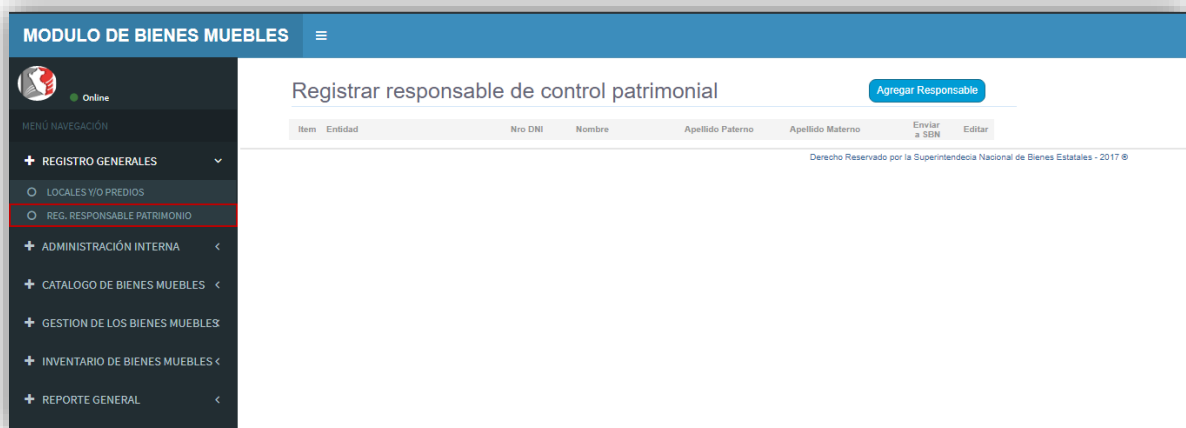 MODULO DE BIENES MUEBLES
Online
MENÚ NAVEGACIÓN
REGISTRO GENERALES
LOCALES Y/O PREDIOS
REG. RESPONSABLE PATRIMONIO
ADMINISTRACIÓN INTERNA
CATALOGO DE BIENES MUEBLES
GESTION DE LOS BIENES MUEBLES
INVENTARIO DE BIENES MUEBLES
REPORTE GENERAL
Registrar responsable de control patrimonial
Agregar Responsable
Item Entidad Nro DNI Nombre Apellido Paterno Apellido Materno Enviar a SBN Editar
Derecho Reservado por la Superintendecia Nacional de Bienes Estatales - 2017 ®